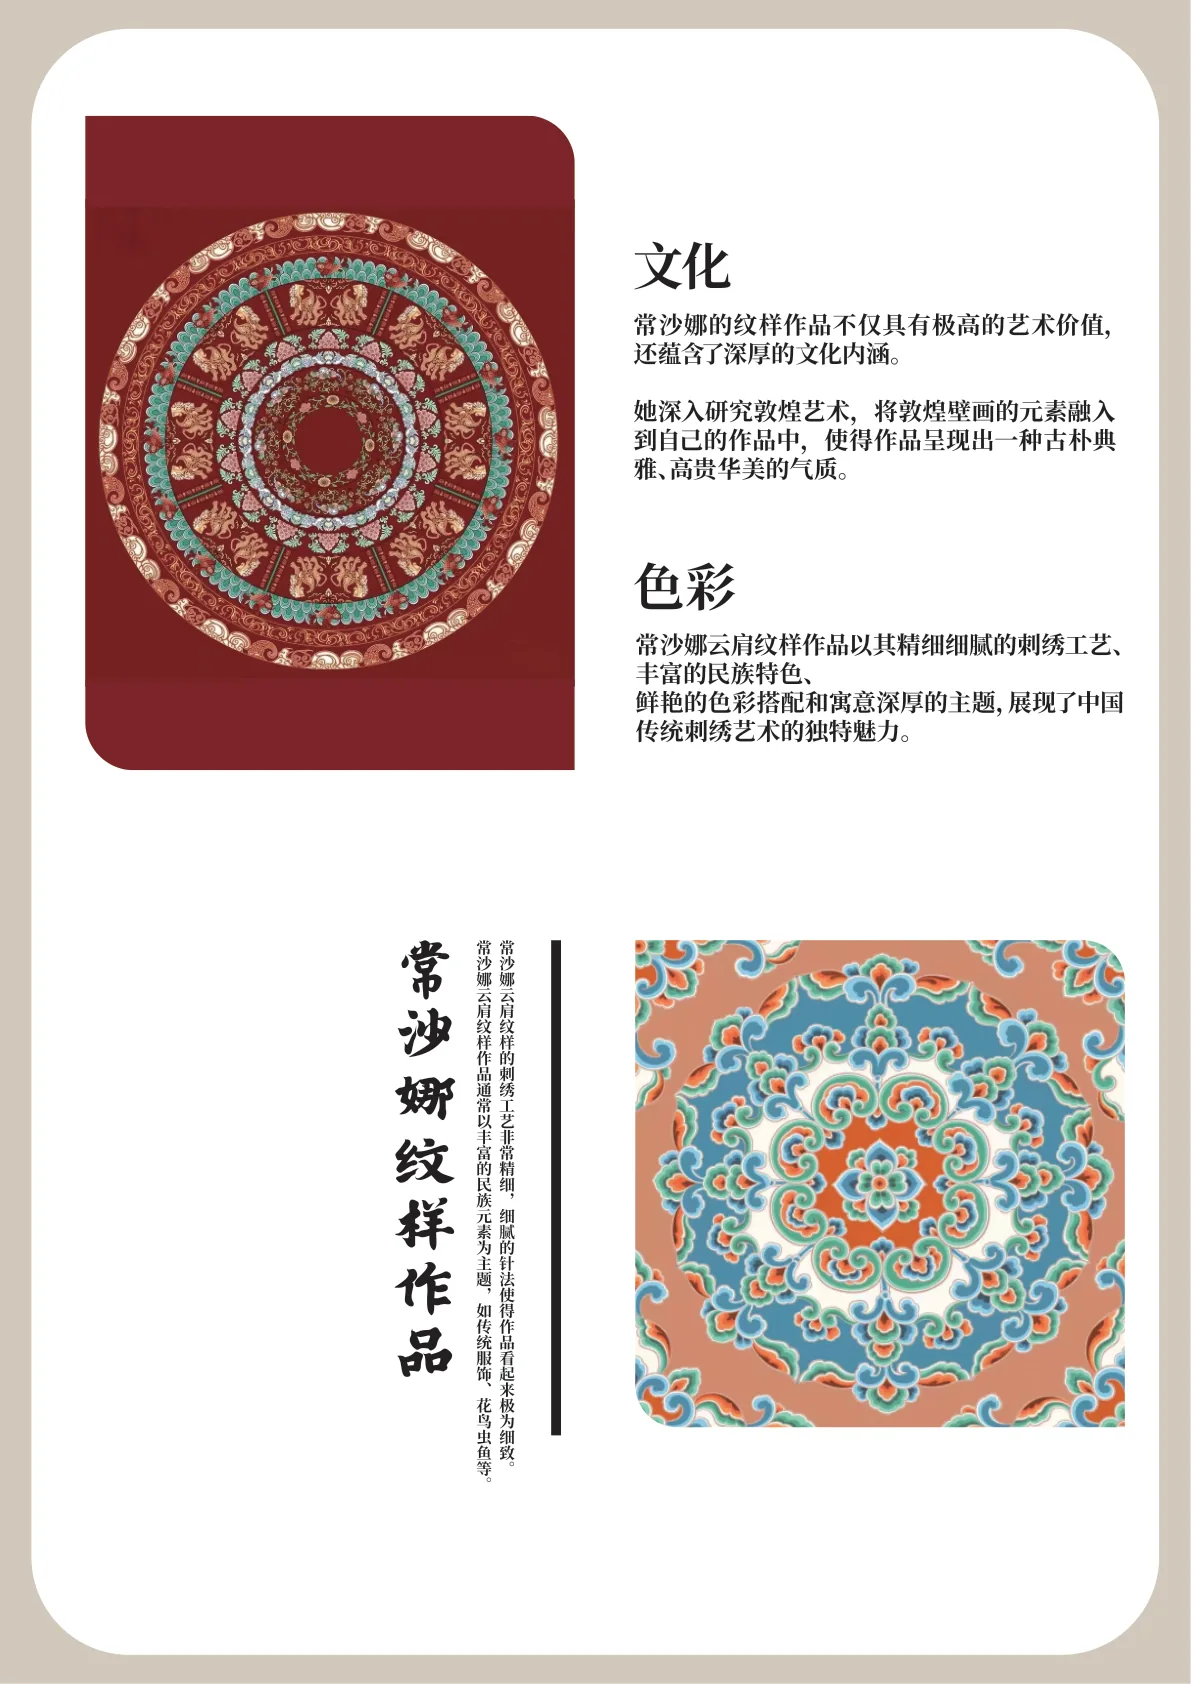 文化
常沙娜的纹样作品不仅具有极高的艺术价值，
还蕴含了深厚的文化内涵。
她深入研究敦煌艺术，将敦煌壁画的元素融入
到自己的作品中，使得作品呈现出一种古朴典
雅、高贵华美的气质。
色彩
常沙娜云肩纹样作品以其精细细腻的刺绣工艺、
丰富的民族特色、
鲜艳的色彩搭配和寓意深厚的主题，展现了中国
传统刺绣艺术的独特魅力。
常沙娜云肩纹样的刺绣工艺非常精细，细腻的针法使得作品看起来极为细致。
常沙娜云肩纹样作品通常以丰富的民族元素为主题，如传统服饰、花鸟虫鱼等。
常沙娜纹样作品